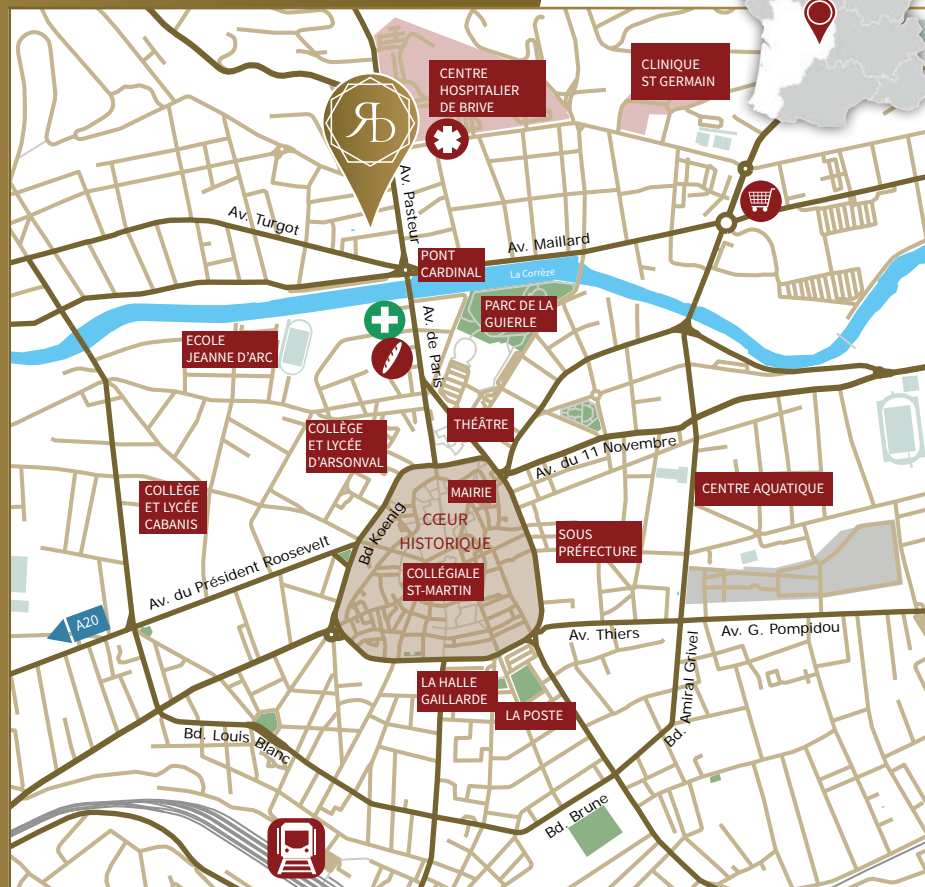 CENTRE
HOSPITALIER
DE BRIVE
CLINIQUE
ST GERMAIN
RD
Av. Pasteur
Av. Turgot
Av. Maillard
PONT
CARDINAL
La Corrèze
PARC DE LA
GUIERLE
Av. de Paris
ECOLE
JEANNE D’ARC
THÉÂTRE
COLLÈGE
ET LYCÉE
D’ARSONVAL
Av. du 11 Novembre
COLLÈGE
ET LYCÉE
CABANIS
MAIRIE
CENTRE AQUATIQUE
Bd Koenig
CŒUR
HISTORIQUE
SOUS
PRÉFECTURE
Av. du Président Roosevelt
COLLÉGIALE
ST-MARTIN
A20
Av. Thiers
Av. G. Pompidou
Bd. Amiral Grivel
LA HALLE
GAILLARDE
LA POSTE
Bd. Louis Blanc
Bd. Brune